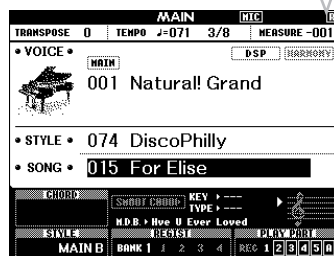 MAIN MIC
TRANSPOSE 0 TEMPO ♩=071 3/8 MEASURE -001
• VOICE • DSP HARMONY
MAIN
001 Natural! Grand
• STYLE • 074 DiscoPhilly
• SONG • 015 For Elise
CHORD SMART CHORD KEY ▸ ---
TYPE ▸ ---
M.D.B. ▸ Hve U Ever Loved
STYLE REGIST PLAY PART
MAIN B BANK 1 1 2 3 4 REC 1 2 3 4 5 A